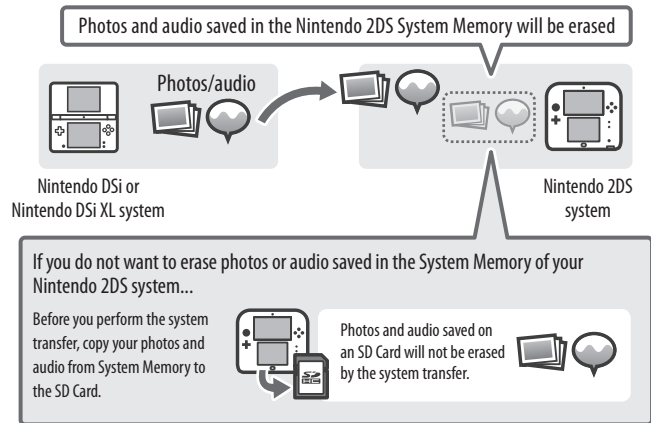 Photos and audio saved in the Nintendo 2DS System Memory will be erased
Photos/audio
Nintendo DSi or
Nintendo DSi XL system
Nintendo 2DS
system
If you do not want to erase photos or audio saved in the System Memory of your
Nintendo 2DS system...
Before you perform the system
transfer, copy your photos and
audio from System Memory to
the SD Card.
SD
HC
Photos and audio saved on
an SD Card will not be erased
by the system transfer.